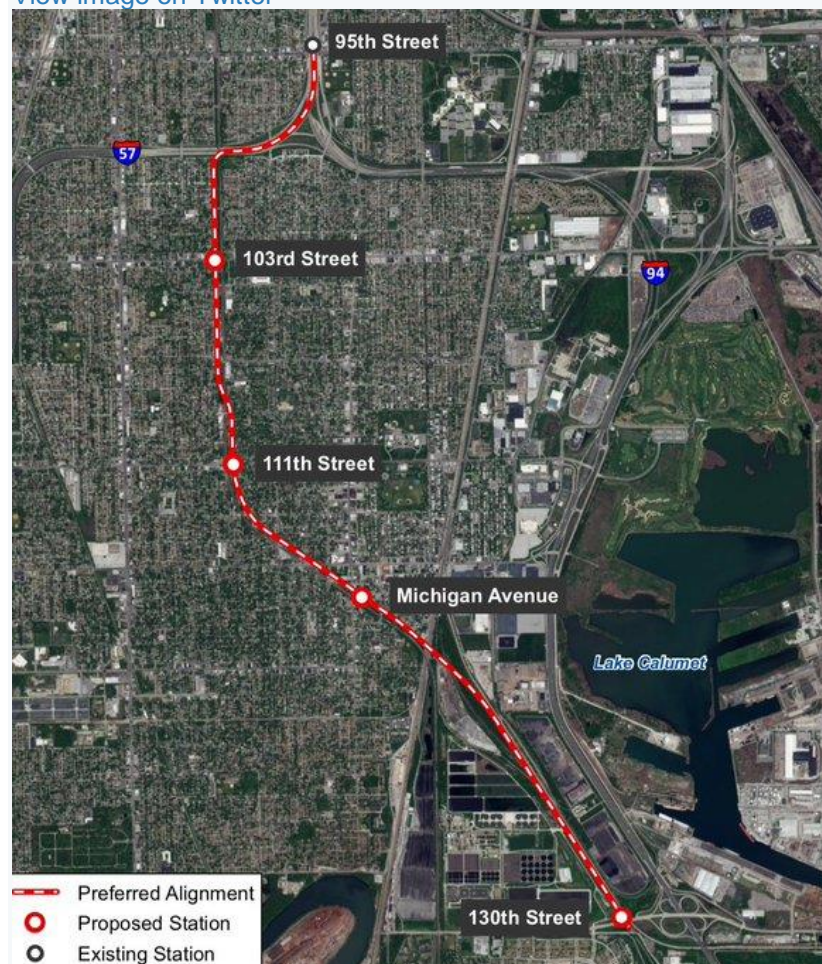 View image on Twitter
95th Street
57
103rd Street
94
111th Street
Michigan Avenue
Lake Calumet
130th Street
Preferred Alignment
Proposed Station
Existing Station